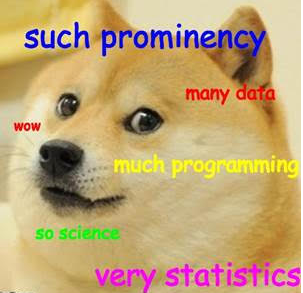 such prominency
many data
wow
much programming
so science
very statistics